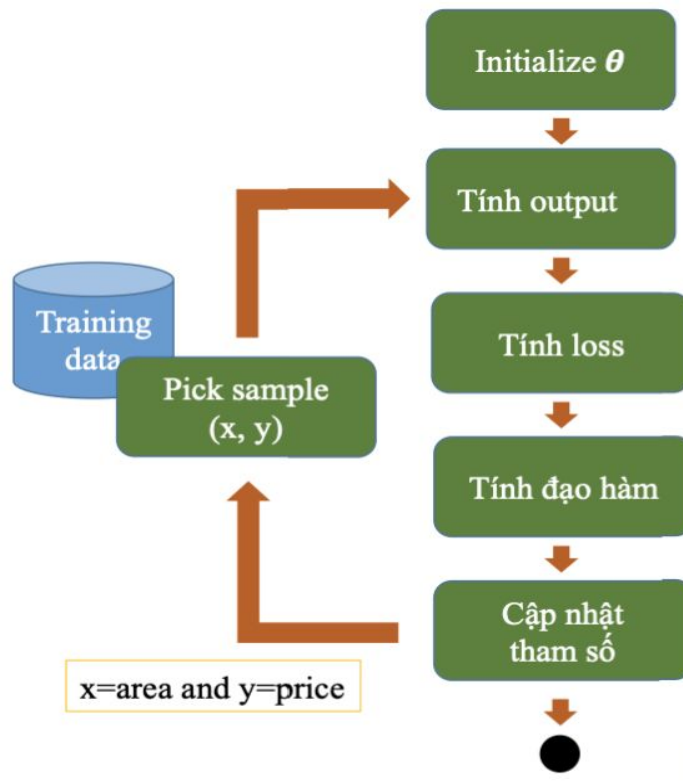 Initialize θ
Tính output
Training
data
Tính loss
Pick sample
(x, y)
Tính đạo hàm
Cập nhật
tham số
x=area and y=price